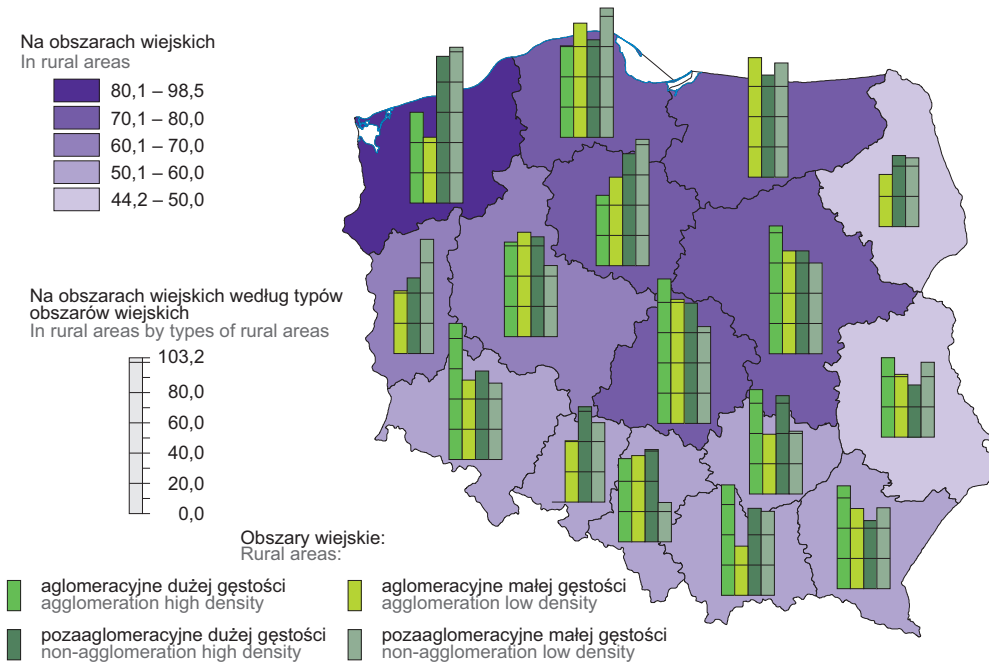 Na obszarach wiejskich
In rural areas
80,1 – 98,5
70,1 – 80,0
60,1 – 70,0
50,1 – 60,0
44,2 – 50,0
Na obszarach wiejskich według typów
obszarów wiejskich
In rural areas by types of rural areas
103,2
80,0
60,0
40,0
20,0
0,0
Obszary wiejskie:
Rural areas:
aglomeracyjne dużej gęstości
agglomeration high density
aglomeracyjne małej gęstości
agglomeration low density
pozaaglomeracyjne dużej gęstości
non-agglomeration high density
pozaaglomeracyjne małej gęstości
non-agglomeration low density